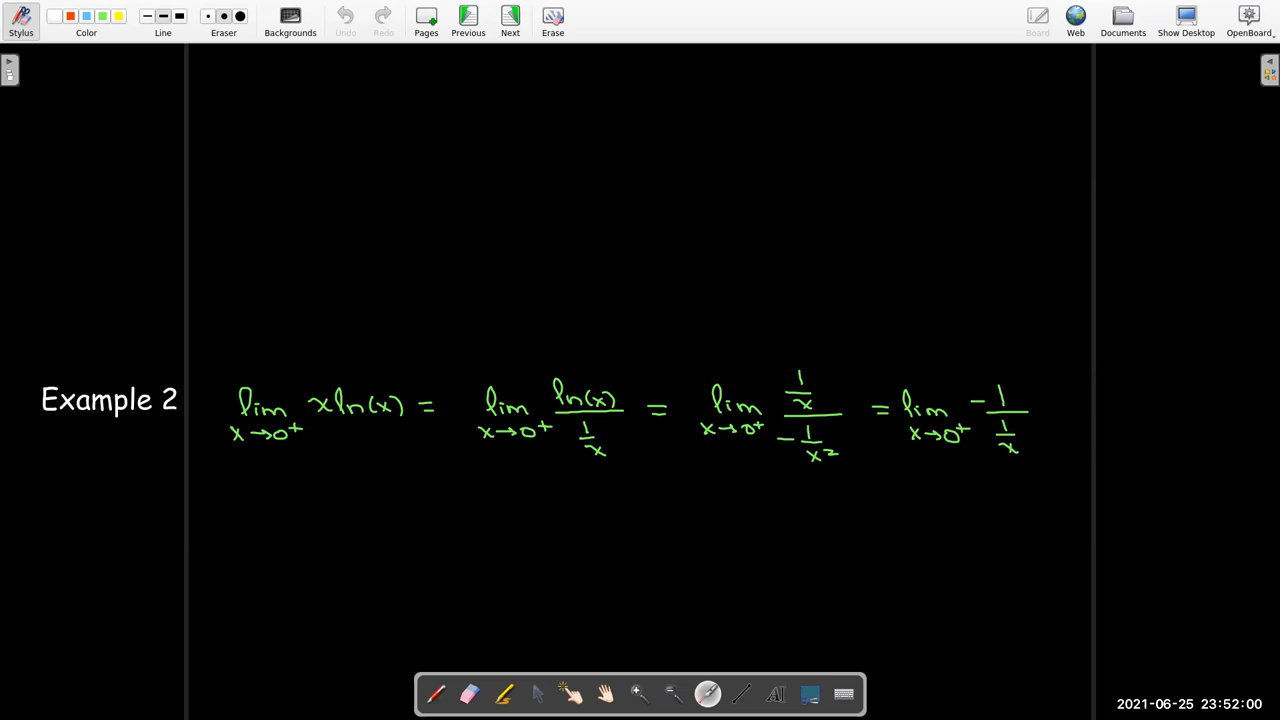 Stylus Color Line Eraser Backgrounds Undo Redo Pages Previous Next Erase Board Web Documents Show Desktop OpenBoard
Example 2 lim x→0⁺ x ln(x) = lim x→0⁺ ln(x) / (1/x) = lim x→0⁺ (1/x) / (-1/x²) = lim x→0⁺ -1 / (1/x)
AI
2021-06-25 23:52:00